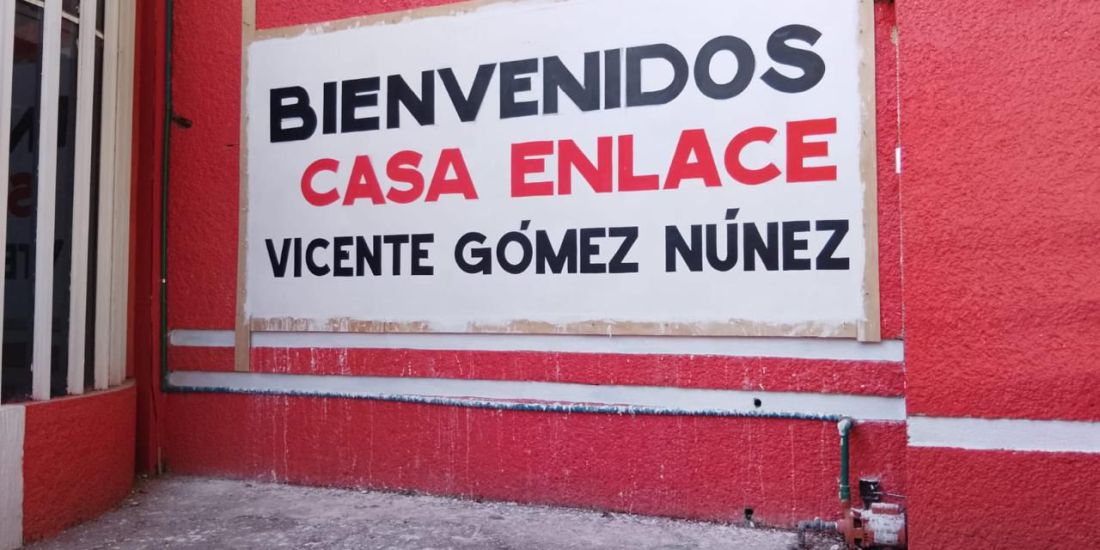 BIENVENIDOS
CASA ENLACE
VICENTE GÓMEZ NÚNEZ